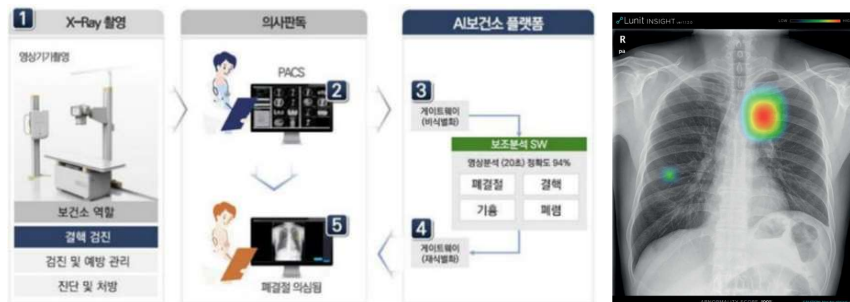 1 X-Ray 촬영
영상기기촬영
보건소 역할
결핵 검진
검진 및 예방 관리
진단 및 처방
의사판독
PACS
2
5
폐결절 의심됨
AI보건소 플랫폼
3
게이트웨이
(비식별화)
보조분석 SW
영상분석 (20초) 정확도 94%
폐결절 결핵
기흉 폐렴
4
게이트웨이
(재식별화)
Lunit INSIGHT
R
pa
ABNORMALITY SCORE